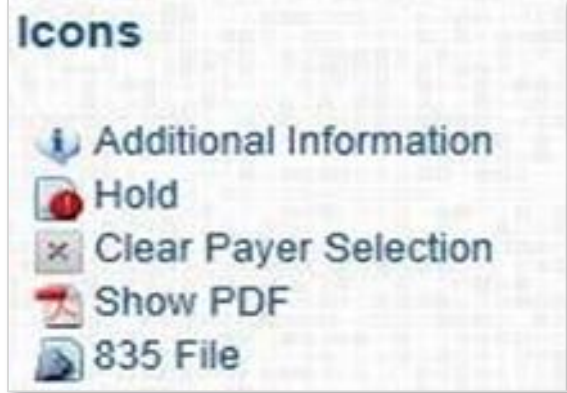 Icons
Additional Information
Hold
Clear Payer Selection
Show PDF
835 File